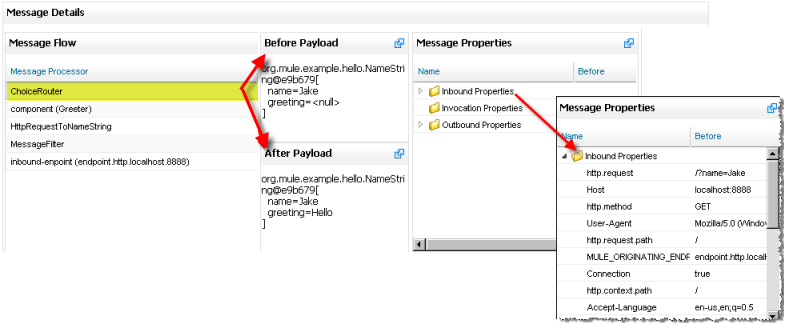 Message Details
Message Flow
Message Processor
ChoiceRouter
component (Greeter)
HttpRequestToNameString
MessageFilter
inbound-enpoint (endpoint.http.localhost.8888)
Before Payload
org.mule.example.hello.NameStri
ng@e9b679[
name=Jake
greeting=<null>
]
After Payload
org.mule.example.hello.NameStri
ng@e9b679[
name=Jake
greeting=Hello
]
Message Properties
Name Before
Inbound Properties
Invocation Properties
Outbound Properties
Message Properties
Name Before
Inbound Properties
http.request /?name=Jake
Host localhost:8888
http.method GET
User-Agent Mozilla/5.0 (Window
http.request.path /
MULE_ORIGINATING_ENDP endpoint.http.localh
Connection true
http.context.path /
Accept-Language en-us,en;q=0.5